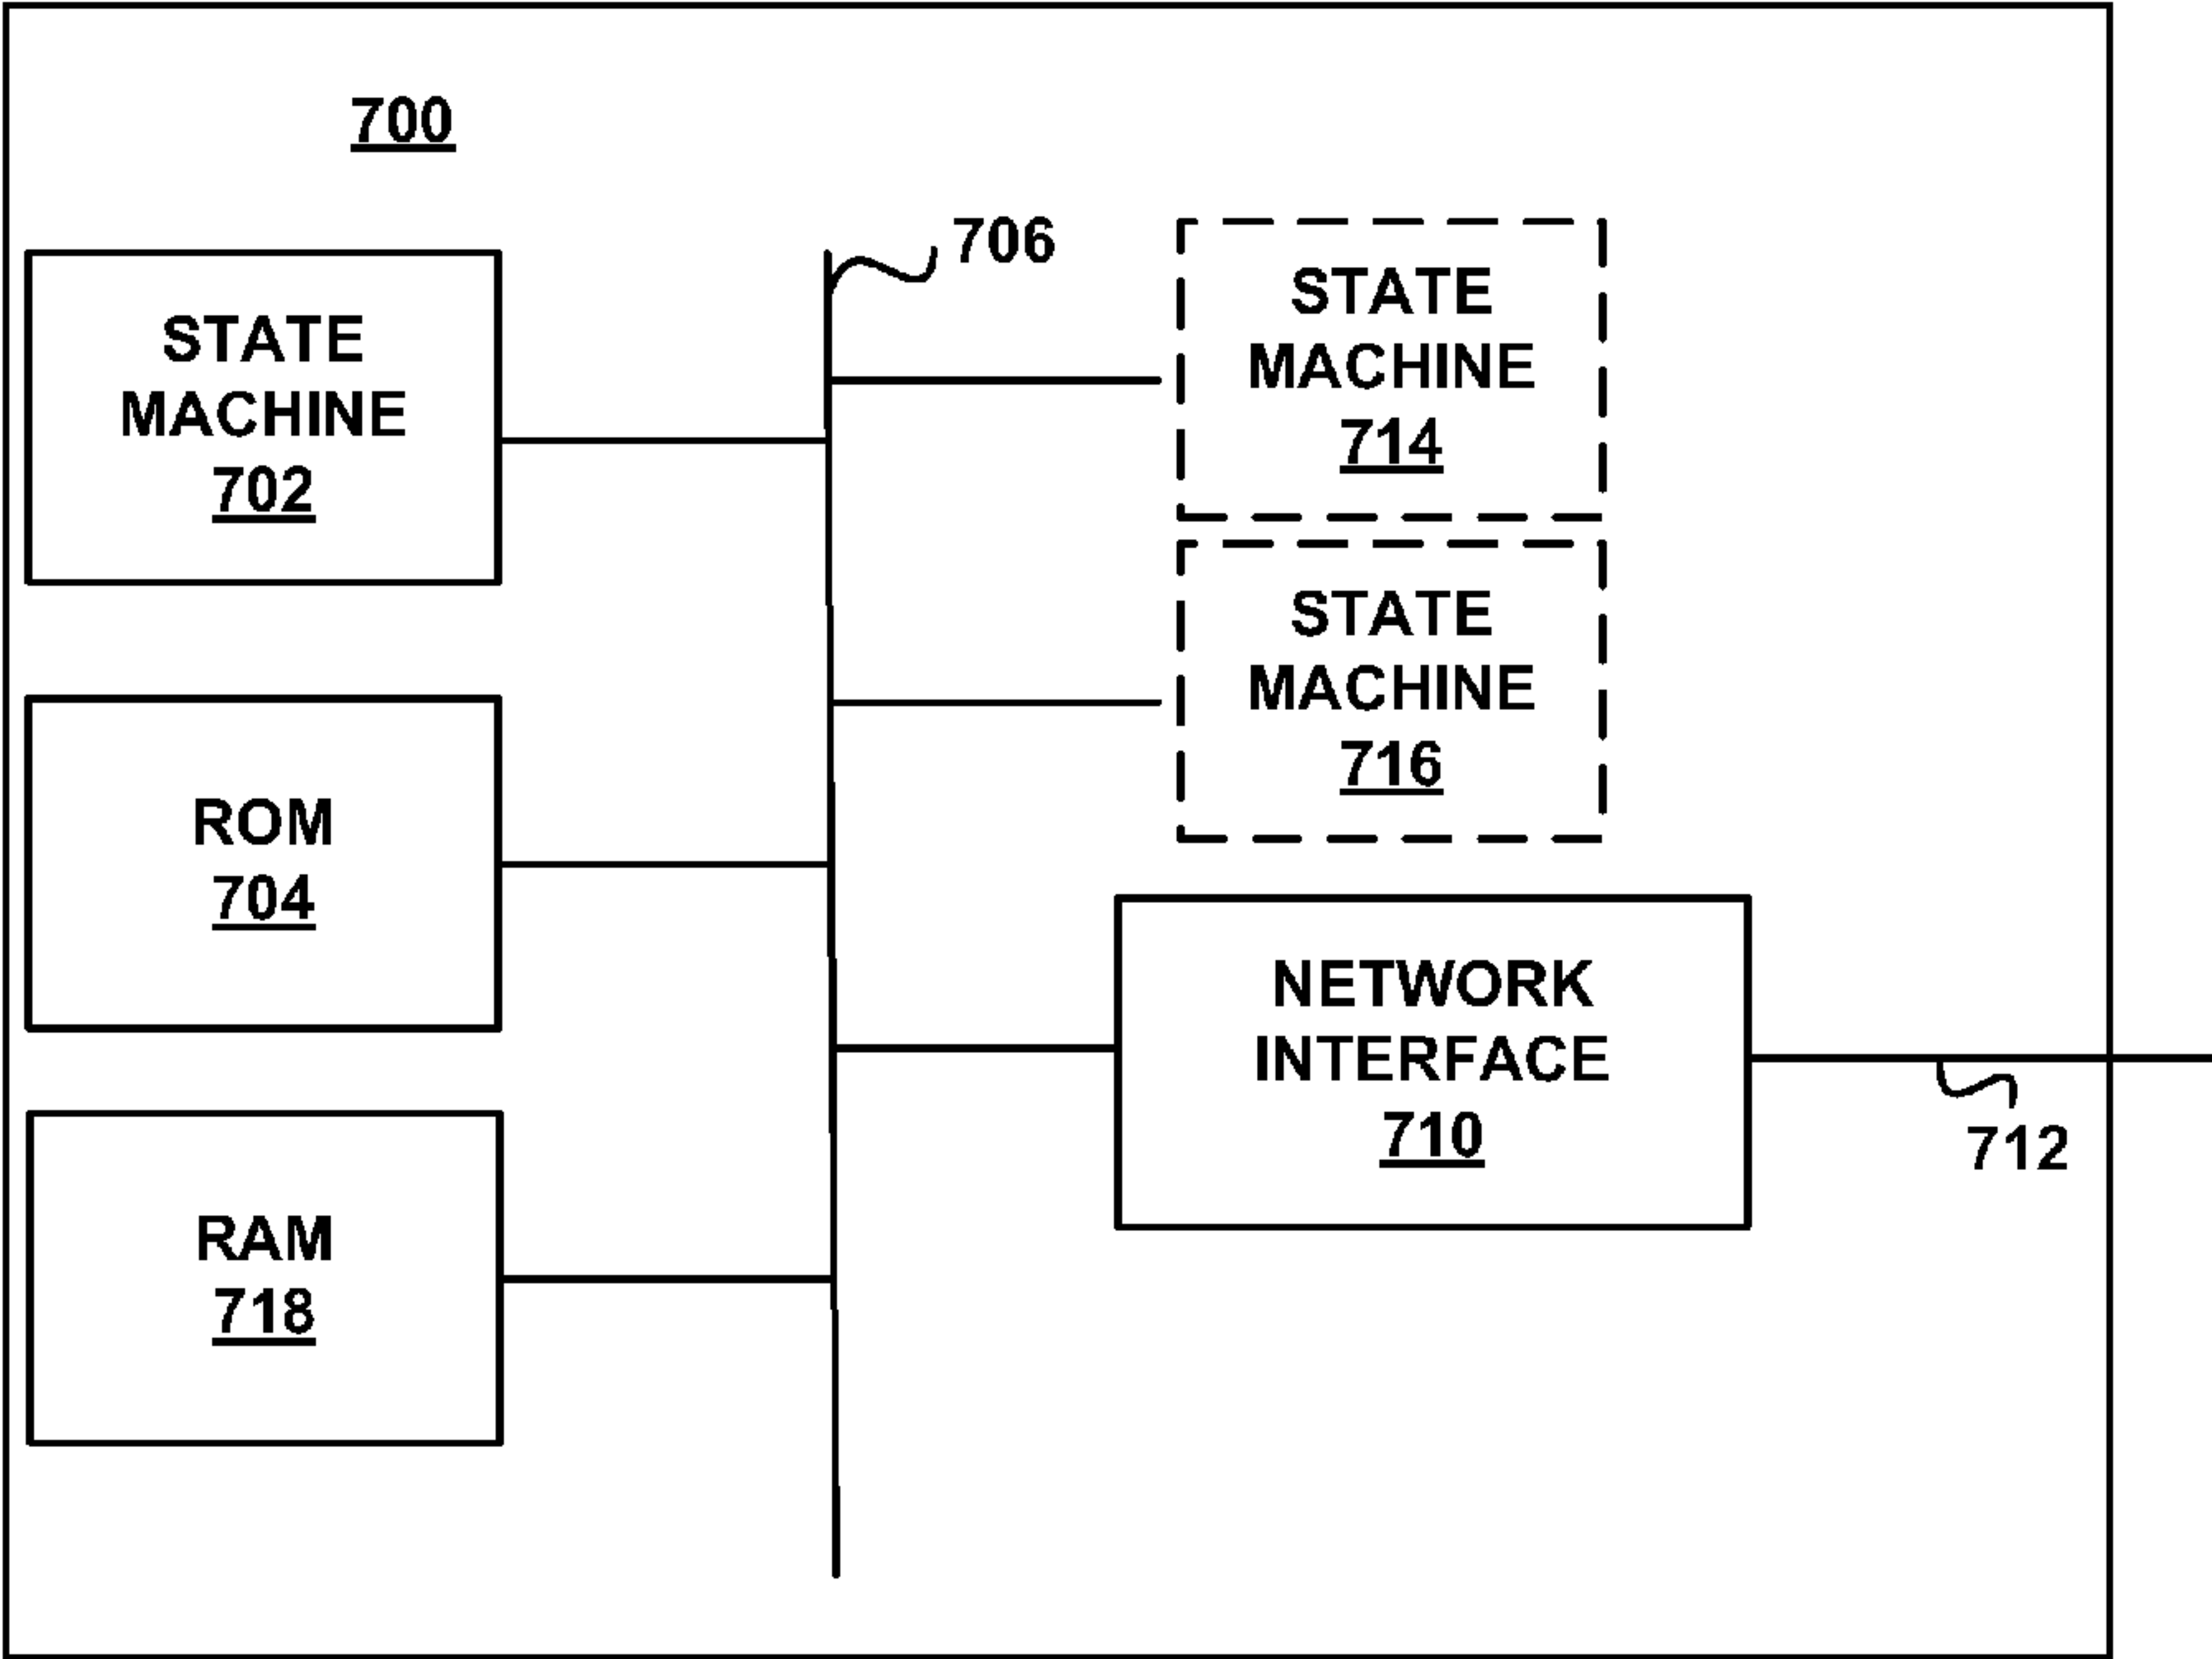 700
706
STATE
MACHINE
702
STATE
MACHINE
714
STATE
MACHINE
716
ROM
704
NETWORK
INTERFACE
710
712
RAM
718